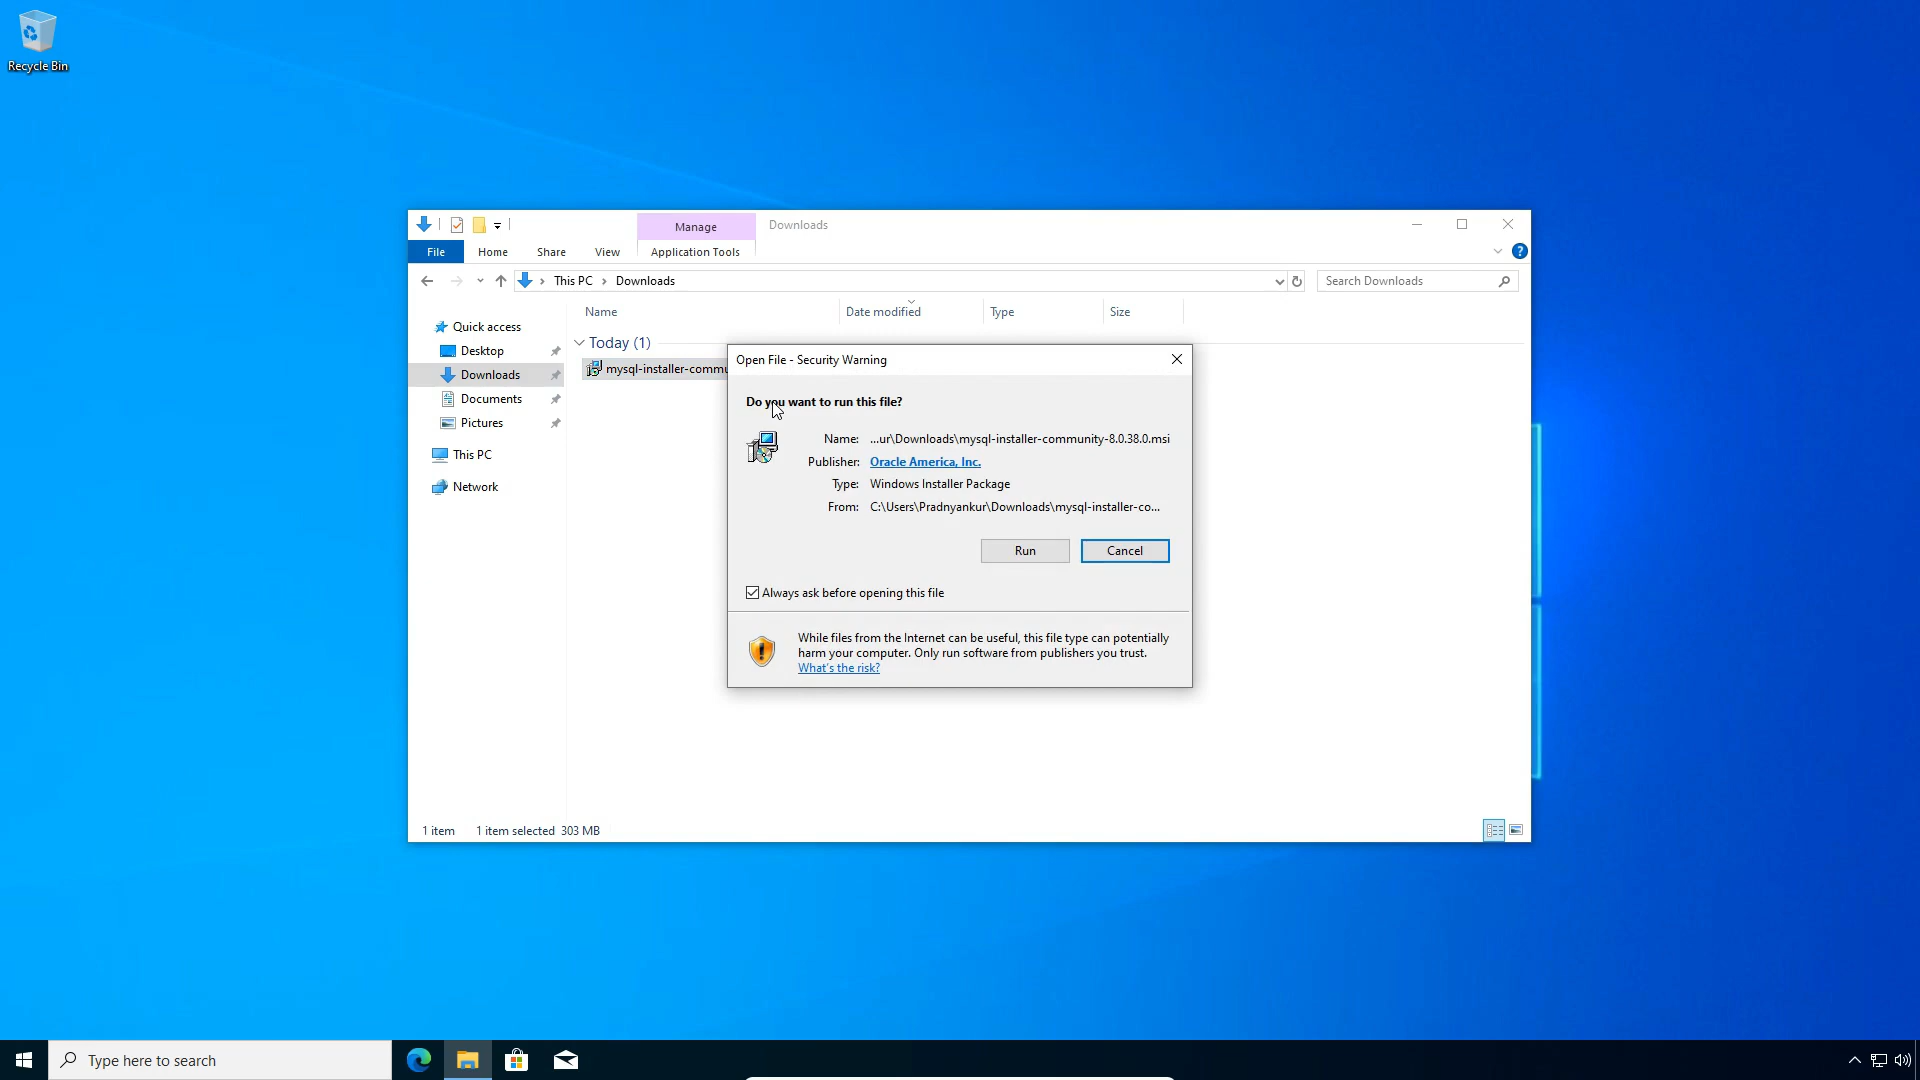 Recycle Bin
Manage
Downloads
File
Home
Share
View
Application Tools
This PC
Downloads
Search Downloads
Name
Date modified
Type
Size
Quick access
Desktop
Downloads
Documents
Pictures
This PC
Network
Today (1)
mysql-installer-commu
Open File - Security Warning
Do you want to run this file?
Name: ...ur\Downloads\mysql-installer-community-8.0.38.0.msi
Publisher: Oracle America, Inc.
Type: Windows Installer Package
From: C:\Users\Pradnyankur\Downloads\mysql-installer-co...
Run
Cancel
Always ask before opening this file
While files from the Internet can be useful, this file type can potentially
harm your computer. Only run software from publishers you trust.
What's the risk?
1 item
1 item selected 303 MB
Type here to search